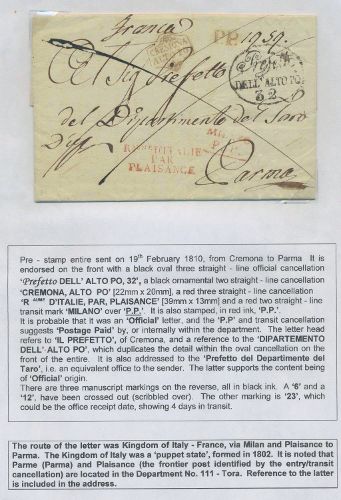 Franca
P.P.
1959.
CREMONA
ALTO PO
Al Sig. Prefetto
Prefetto
DELL' ALTO PO.
32
del Dipartimento del Taro
MILANO
P.P.
R. D'ITALIE
PAR
PLAISANCE
Parma
Pre - stamp entire sent on 19th February 1810, from Cremona to Parma It is
endorsed on the front with a black oval three straight - line official cancellation
'Prefetto DELL' ALTO PO, 32', a black ornamental two straight - line cancellation
'CREMONA, ALTO PO' [22mm x 20mm], a red three straight - line cancellation
'R D'ITALIE, PAR, PLAISANCE' [39mm x 13mm] and a red two straight - line
transit mark 'MILANO' over 'P.P.'. It is also stamped, in red ink, 'P.P.'.
It is probable that it was an 'Official' letter, and the 'P.P' and transit cancellation
suggests 'Postage Paid' by, or internally within the department. The letter head
refers to 'IL PREFETTO', of Cremona, and a reference to the 'DIPARTEMENTO
DELL' ALTO PO', which duplicates the detail within the oval cancellation on the
front of the entire. It is also addressed to the 'Prefetto del Departimente del
Taro', i.e. an equivalent office to the sender. The latter supports the content being
of 'Official' origin.
There are three manuscript markings on the reverse, all in black ink. A '6' and a
'12', have been crossed out (scribbled over). The other marking is '23', which
could be the office receipt date, showing 4 days in transit.
The route of the letter was Kingdom of Italy - France, via Milan and Plaisance to
Parma. The Kingdom of Italy was a 'puppet state', formed in 1802. It is noted that
Parme (Parma) and Plaisance (the frontier post identified by the entry/transit
cancellation) are located in the Department No. 111 - Tora. Reference to the latter
is included in the address.